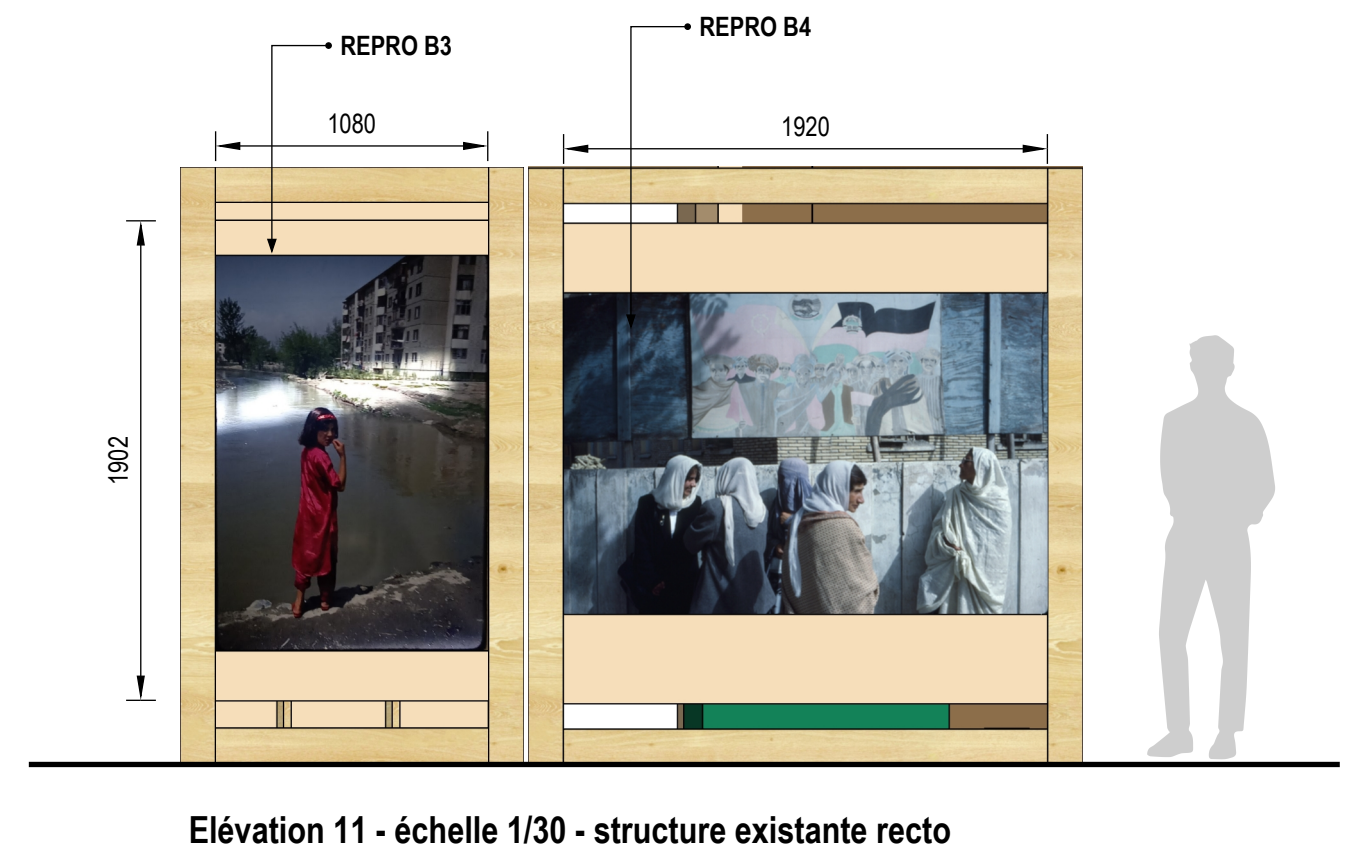 REPRO B3
REPRO B4
1080
1920
1902
Elévation 11 - échelle 1/30 - structure existante recto